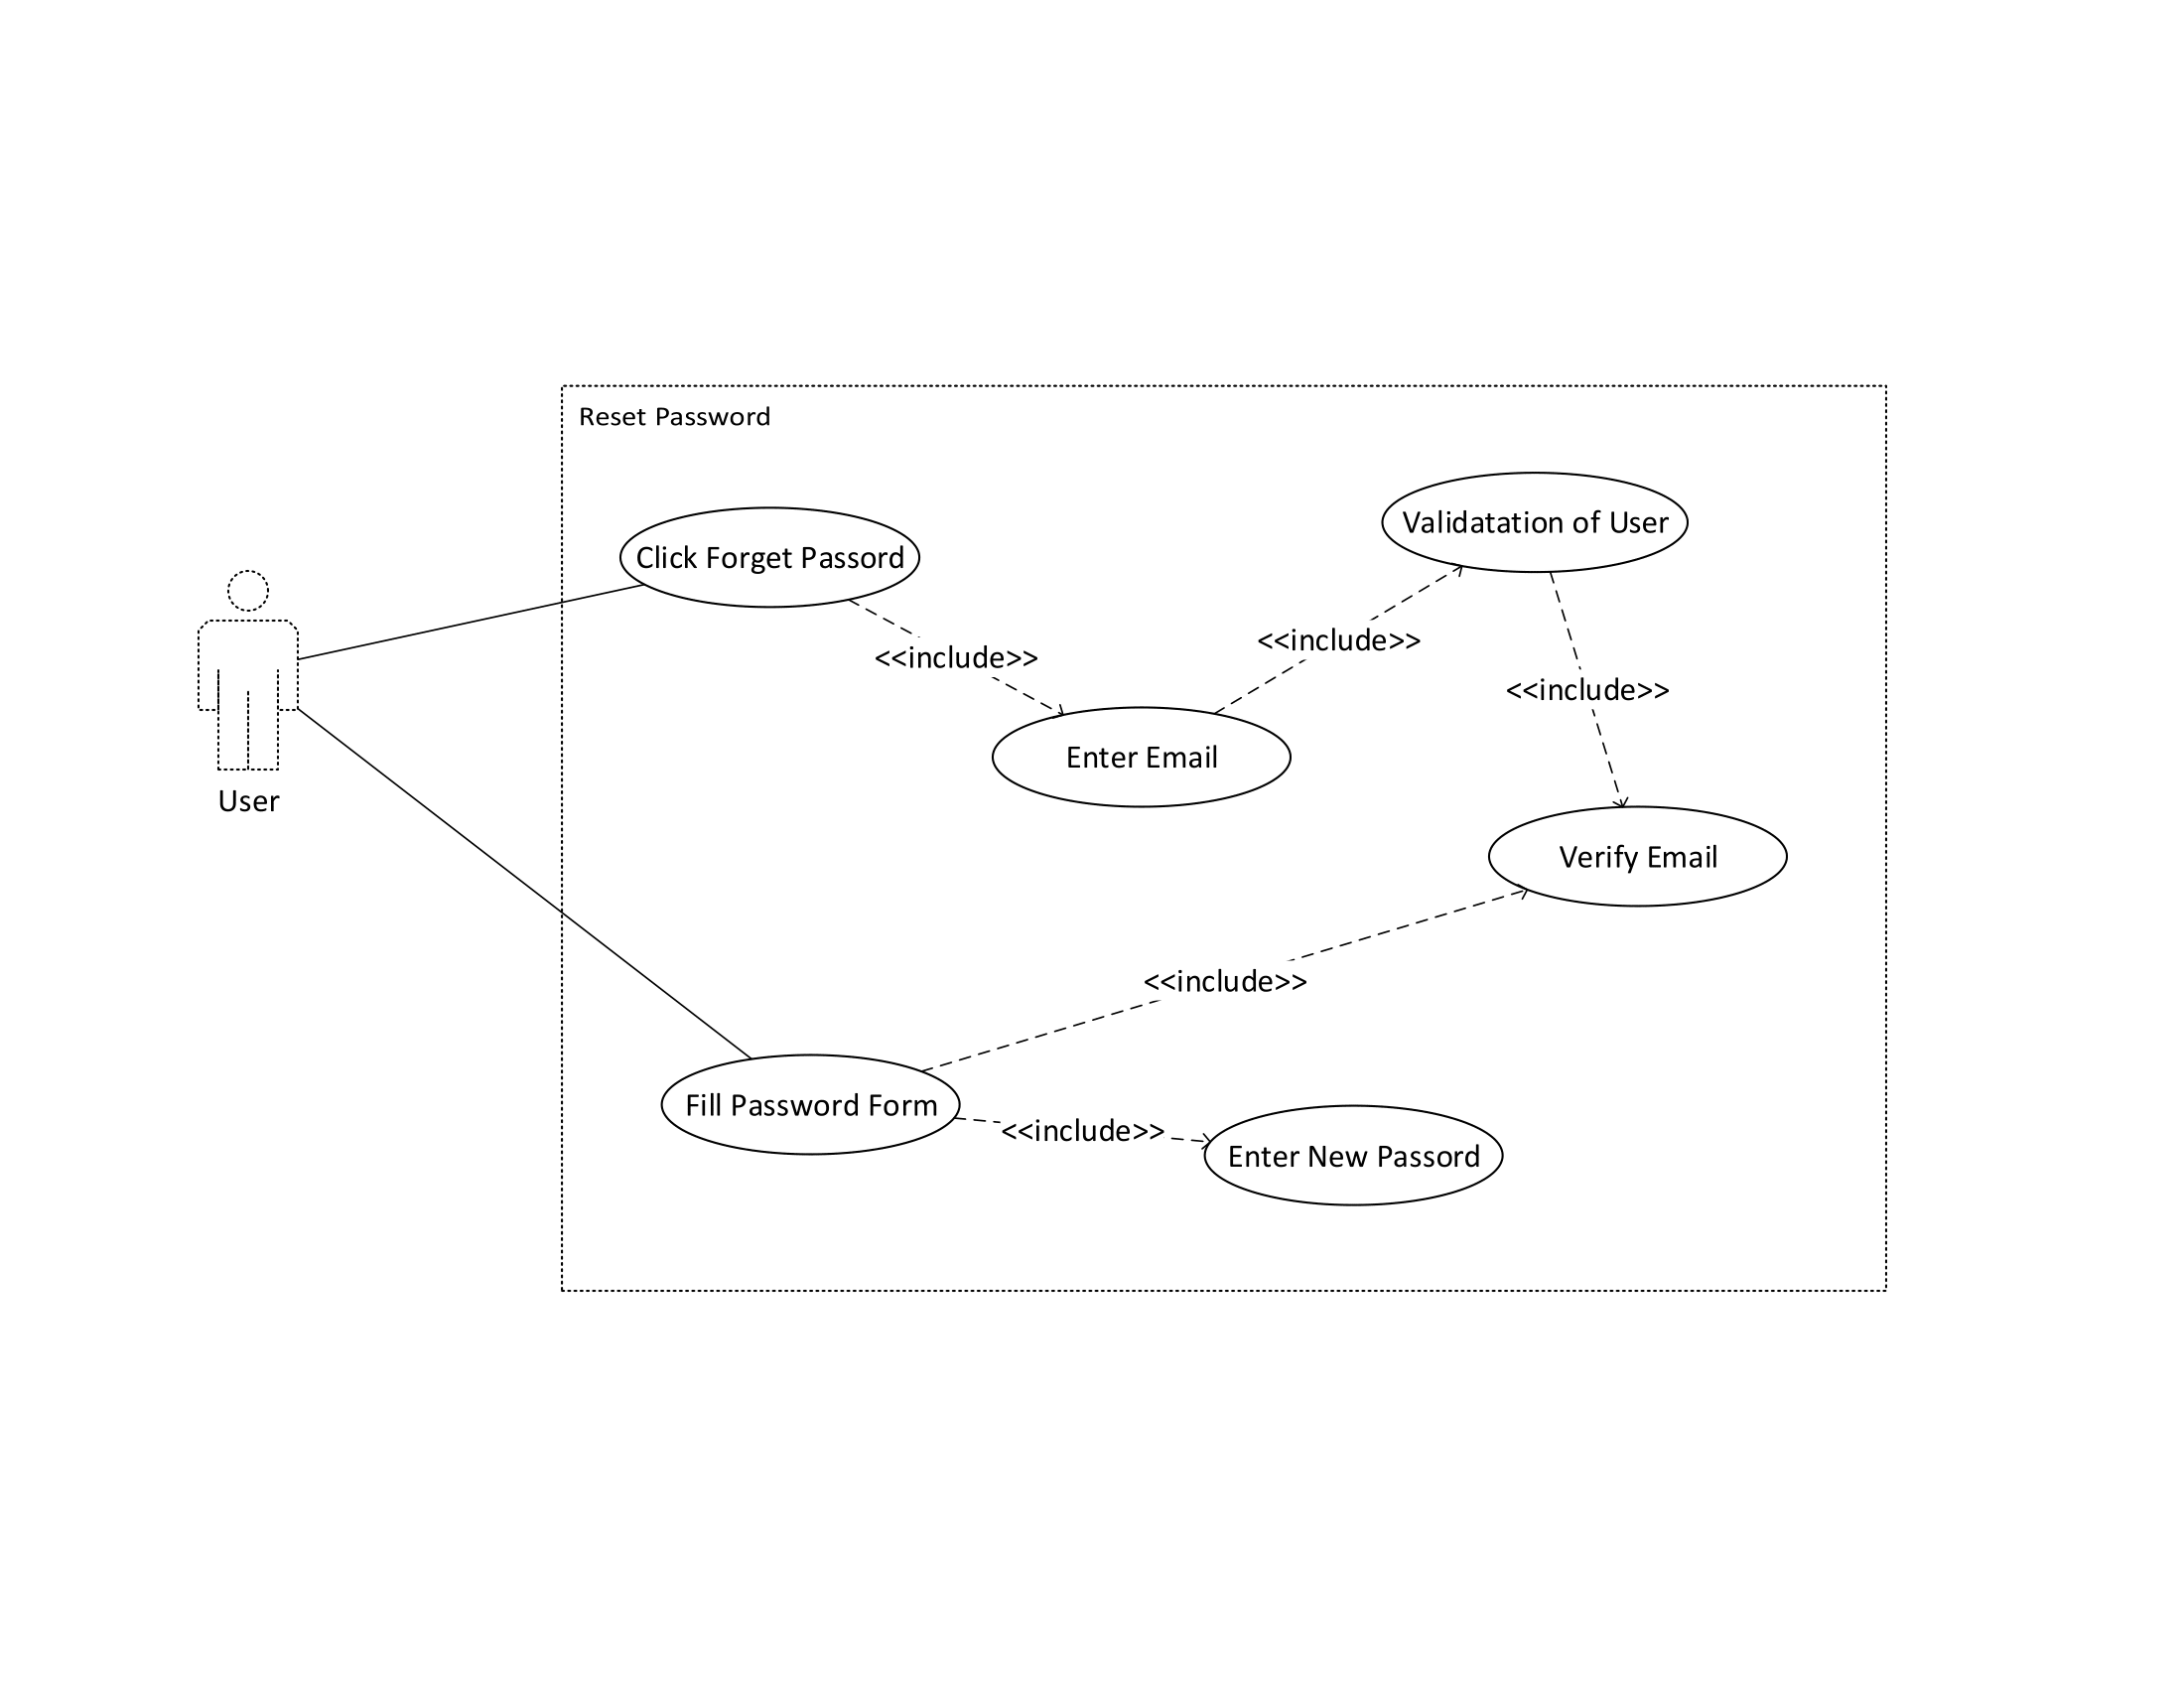 Reset Password
Validatation of User
Click Forget Passord
<<include>>
<<include>>
<<include>>
Enter Email
User
Verify Email
<<include>>
Fill Password Form
<<include>>
Enter New Passord